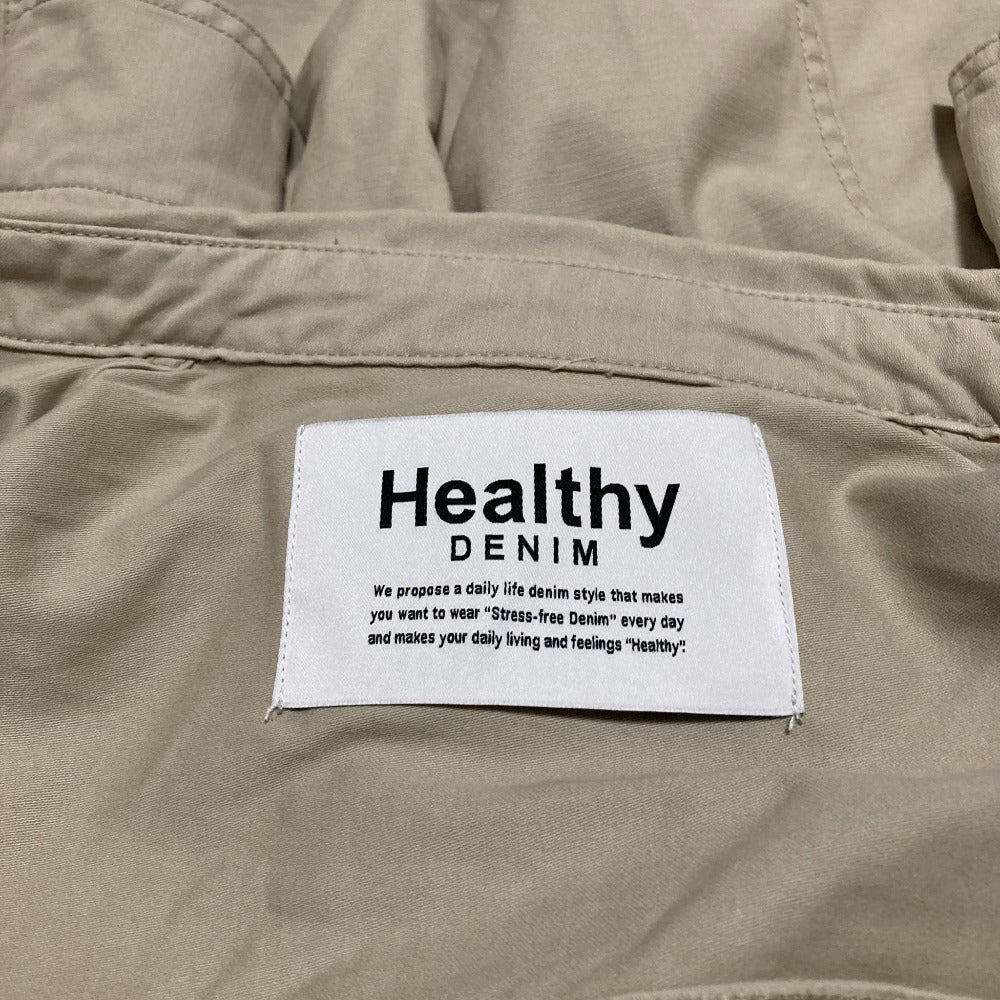 Healthy
DENIM
We propose a daily life denim style that makes
you want to wear “Stress-free Denim” every day
and makes your daily living and feelings “Healthy”.